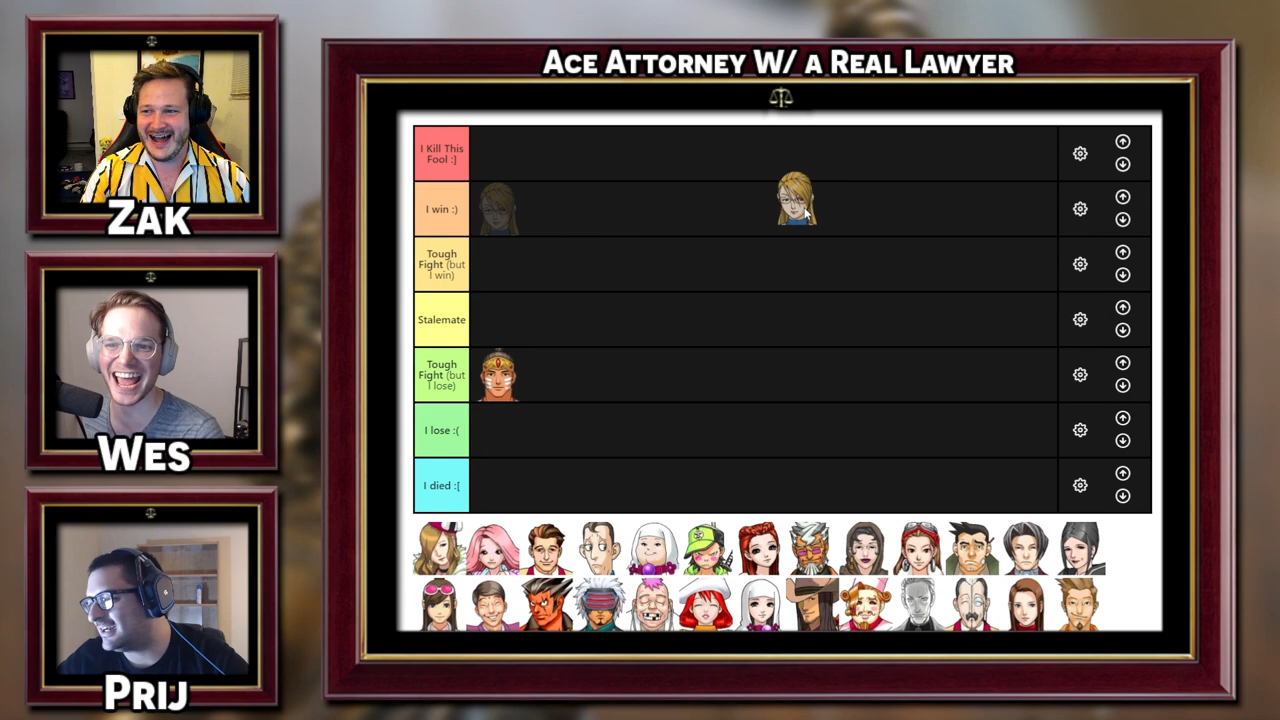 ACE ATTORNEY W/ A REAL LAWYER
ZAK
WES
PRIJ
I Kill This
Fool :]
I win :)
Tough
Fight (but
I win)
Stalemate
Tough
Fight (but
I lose)
I lose :(
I died :[